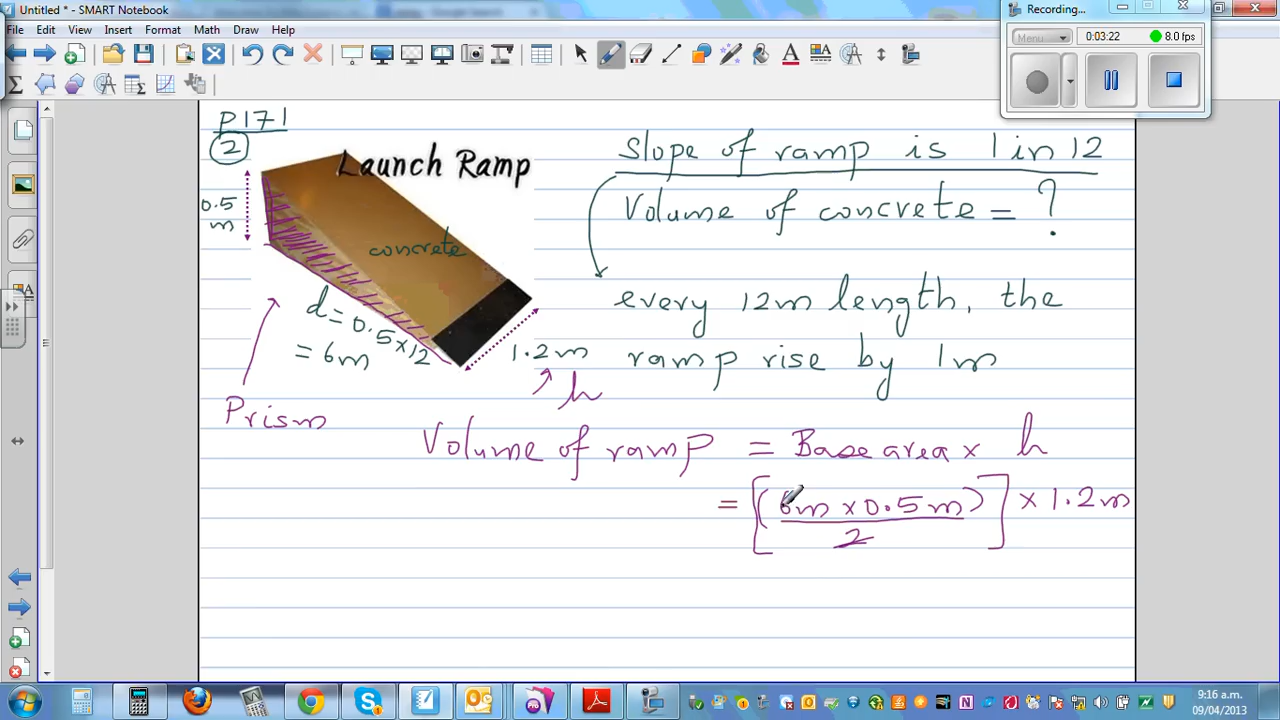 Untitled * - SMART Notebook
Recording...
File Edit View Insert Format Math Draw Help
Menu
0:03:22
8.0 fps
P171
2
Launch Ramp
Slope of ramp is 1 in 12
0.5
m
concrete
Volume of concrete = ?
d = 0.5 × 12
= 6m
1.2m
h
every 12m length, the
ramp rise by 1m
Prism
Volume of ramp = Base area × h
= [(6m × 0.5m)/2] × 1.2m
9:16 a.m.
09/04/2013